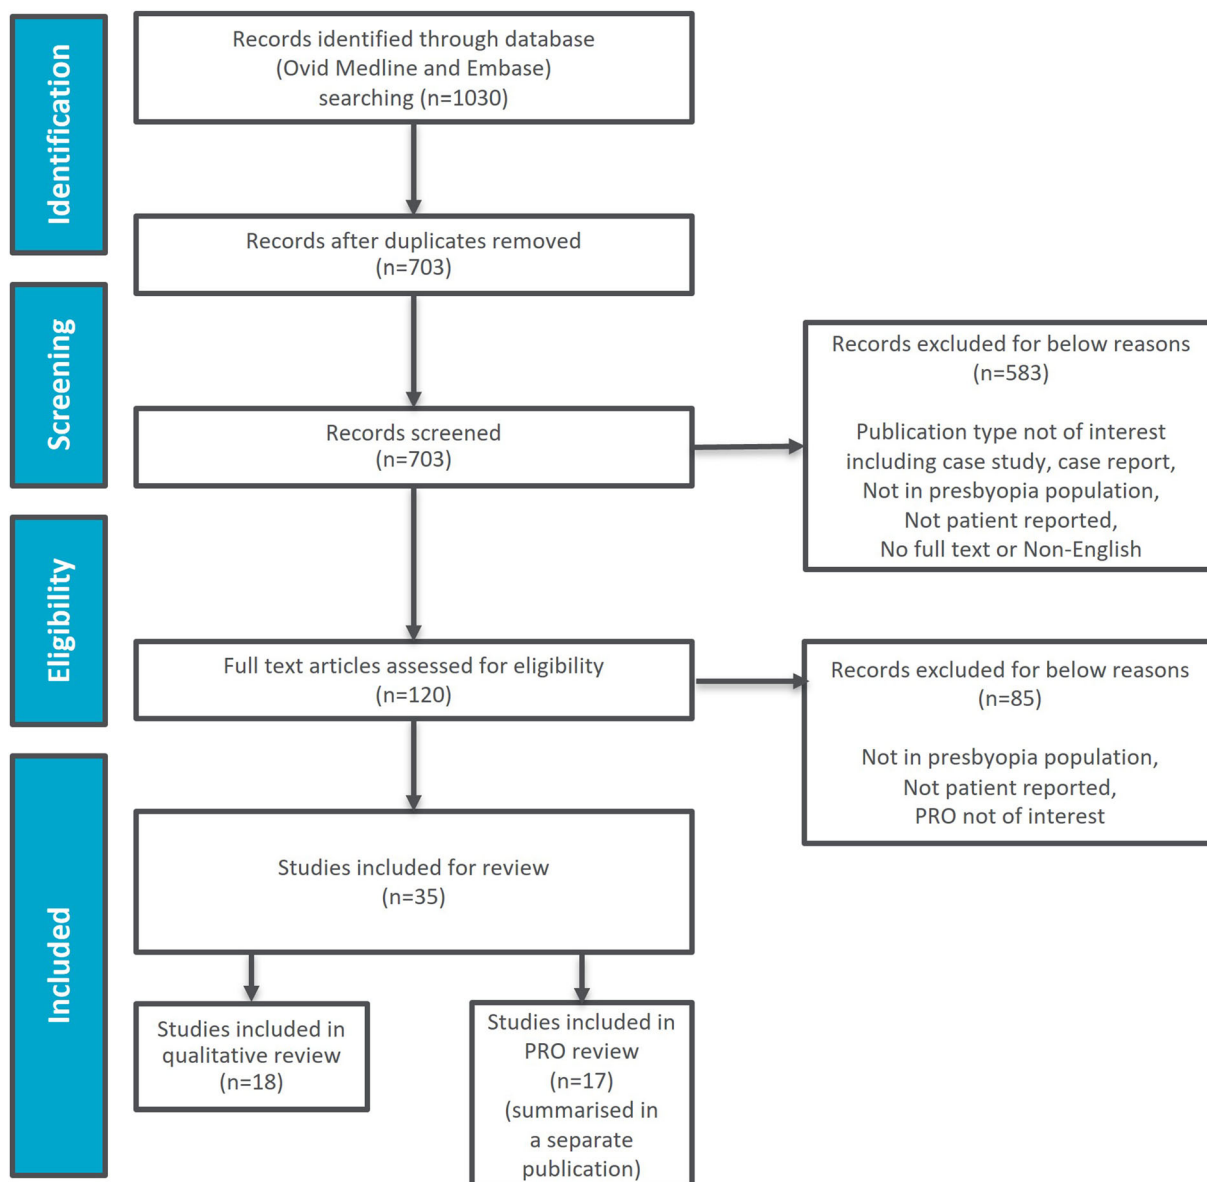 Identification
Records identified through database
(Ovid Medline and Embase)
searching (n=1030)
Records after duplicates removed
(n=703)
Screening
Records screened
(n=703)
Records excluded for below reasons
(n=583)
Publication type not of interest
including case study, case report,
Not in presbyopia population,
Not patient reported,
No full text or Non-English
Eligibility
Full text articles assessed for eligibility
(n=120)
Records excluded for below reasons
(n=85)
Not in presbyopia population,
Not patient reported,
PRO not of interest
Included
Studies included for review
(n=35)
Studies included in
qualitative review
(n=18)
Studies included in
PRO review
(n=17)
(summarised in
a separate
publication)